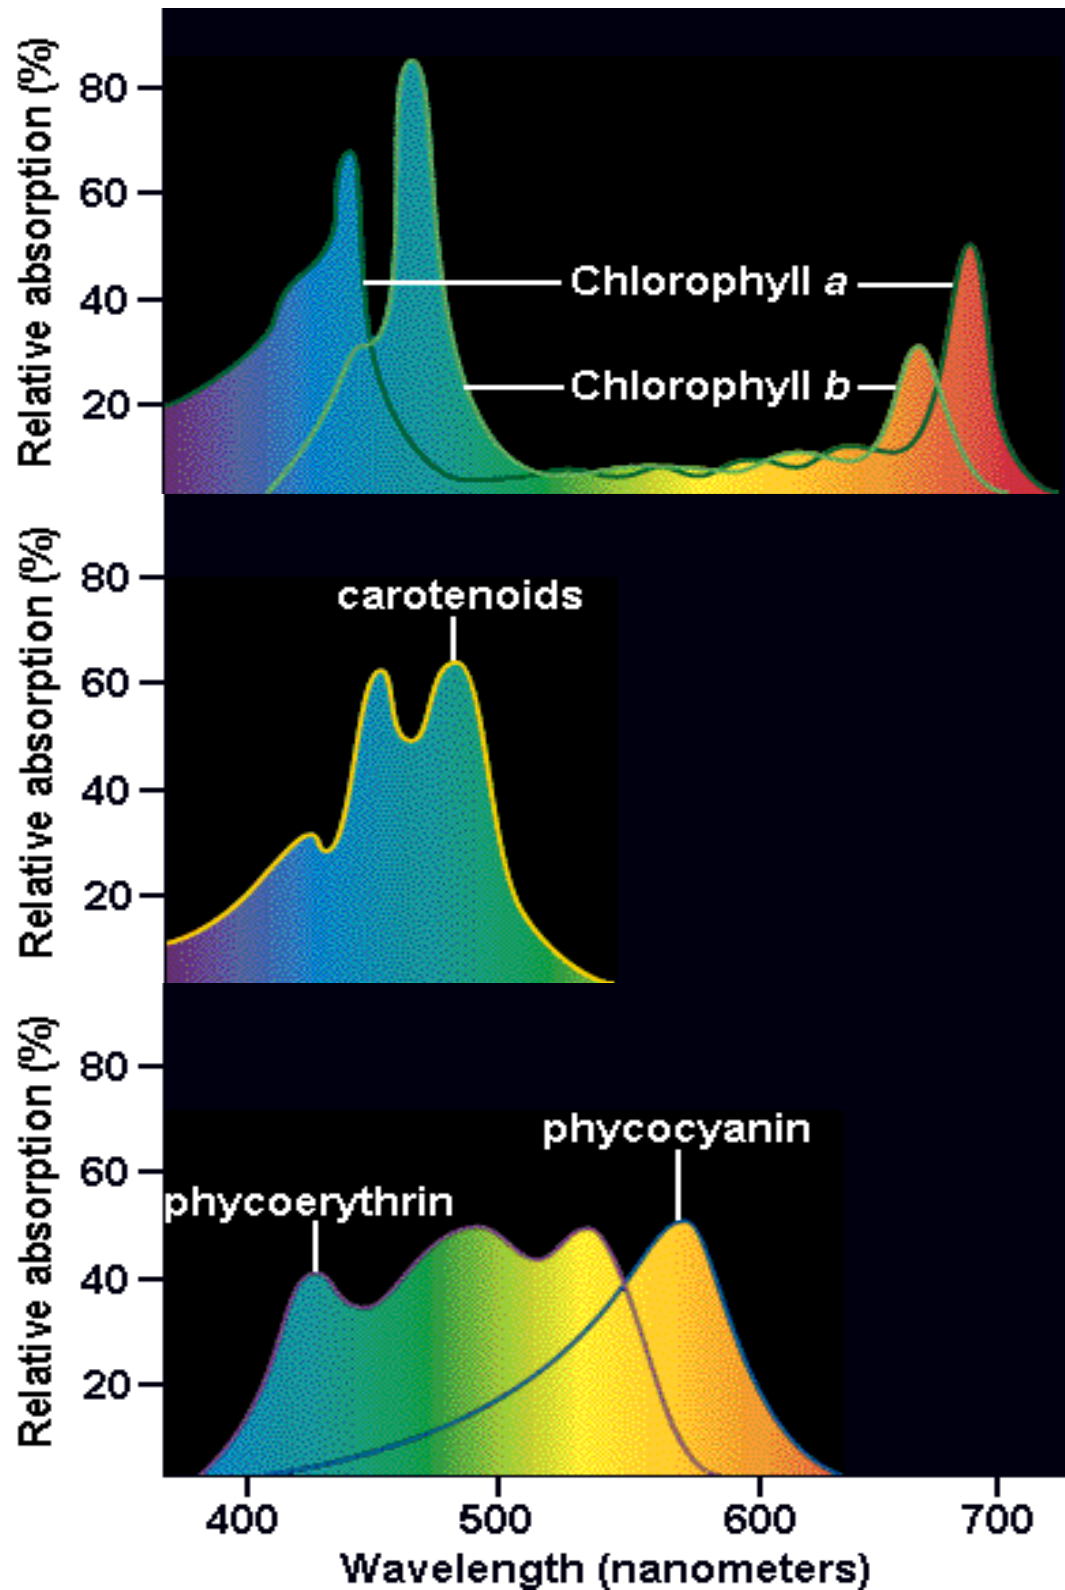 Relative absorption (%)
80
60
40
20
Chlorophyll a
Chlorophyll b
Relative absorption (%)
80
60
40
20
carotenoids
Relative absorption (%)
80
60
40
20
phycocyanin
phycoerythrin
400 500 600 700
Wavelength (nanometers)